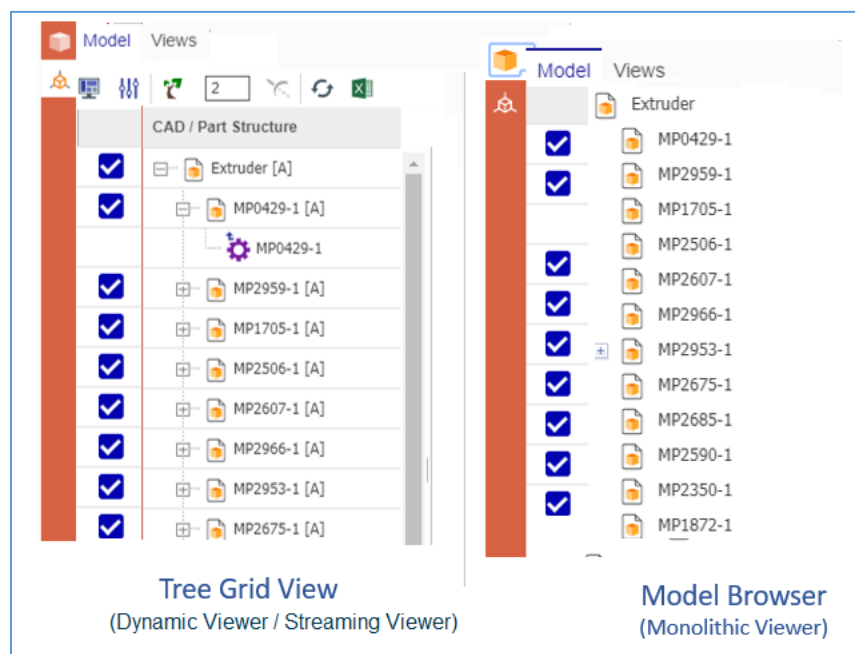 Model Views
2
CAD / Part Structure
Extruder [A]
MP0429-1 [A]
MP0429-1
MP2959-1 [A]
MP1705-1 [A]
MP2506-1 [A]
MP2607-1 [A]
MP2966-1 [A]
MP2953-1 [A]
MP2675-1 [A]
Tree Grid View
(Dynamic Viewer / Streaming Viewer)
Model Views
Extruder
MP0429-1
MP2959-1
MP1705-1
MP2506-1
MP2607-1
MP2966-1
MP2953-1
MP2675-1
MP2685-1
MP2590-1
MP2350-1
MP1872-1
Model Browser
(Monolithic Viewer)